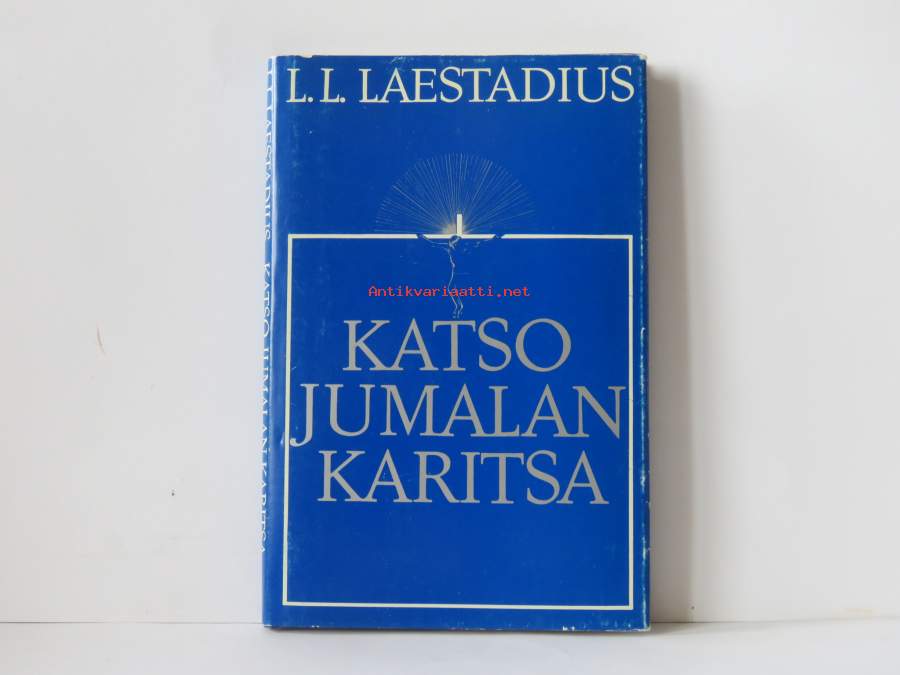 L. L. LAESTADIUS
Antikvariaatti.net
KATSO
JUMALAN
KARITSA
L. L. LAESTADIUS KATSO JUMALAN KARITSA